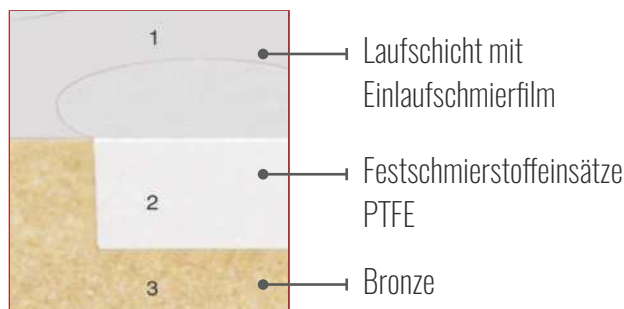 1
Laufschicht mit
Einlaufschmierfilm
2
Festschmierstoffeinsätze
PTFE
3
Bronze